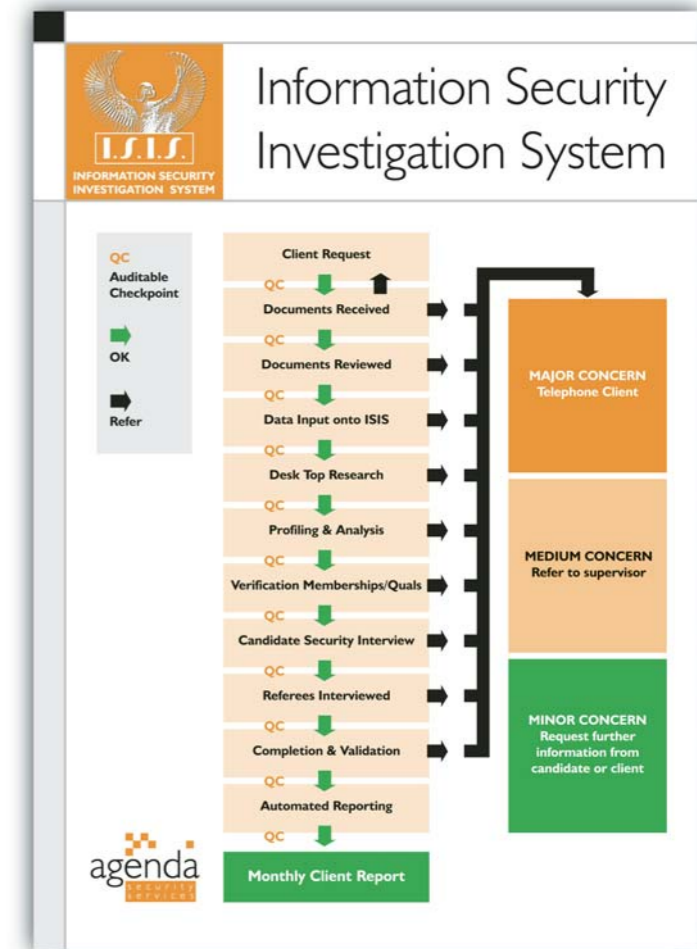 Information Security
Investigation System
I.S.I.S.
INFORMATION SECURITY
INVESTIGATION SYSTEM
QC
Auditable
Checkpoint
OK
Refer
Client Request
QC
Documents Received
QC
Documents Reviewed
QC
Data Input onto ISIS
QC
Desk Top Research
QC
Profiling & Analysis
QC
Verification Memberships/Quals
QC
Candidate Security Interview
QC
Referees Interviewed
QC
Completion & Validation
QC
Automated Reporting
QC
Monthly Client Report
MAJOR CONCERN
Telephone Client
MEDIUM CONCERN
Refer to supervisor
MINOR CONCERN
Request further
information from
candidate or client
agenda
security
services